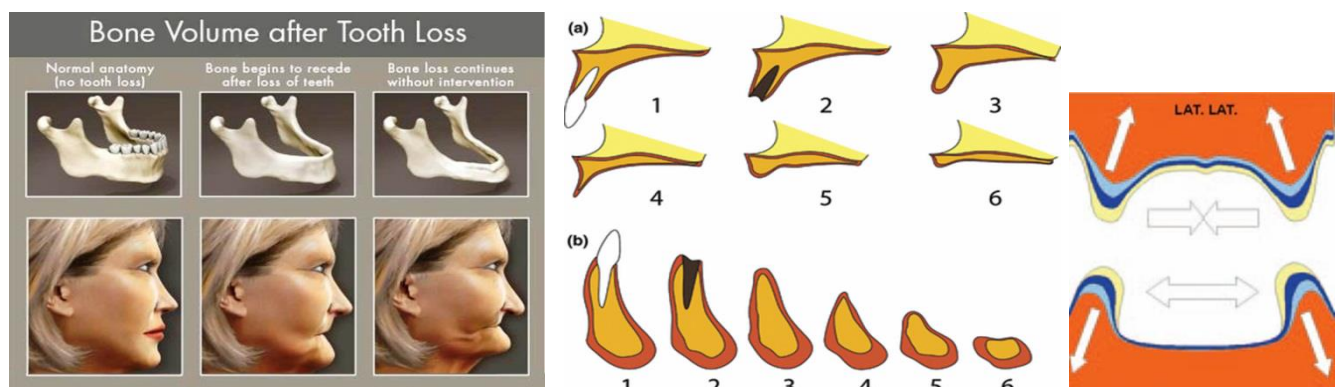 Bone Volume after Tooth Loss
Normal anatomy
(no tooth loss)
Bone begins to recede
after loss of teeth
Bone loss continues
without intervention
(a)
1 2 3
4 5 6
(b)
1 2 3 4 5 6
LAT. LAT.